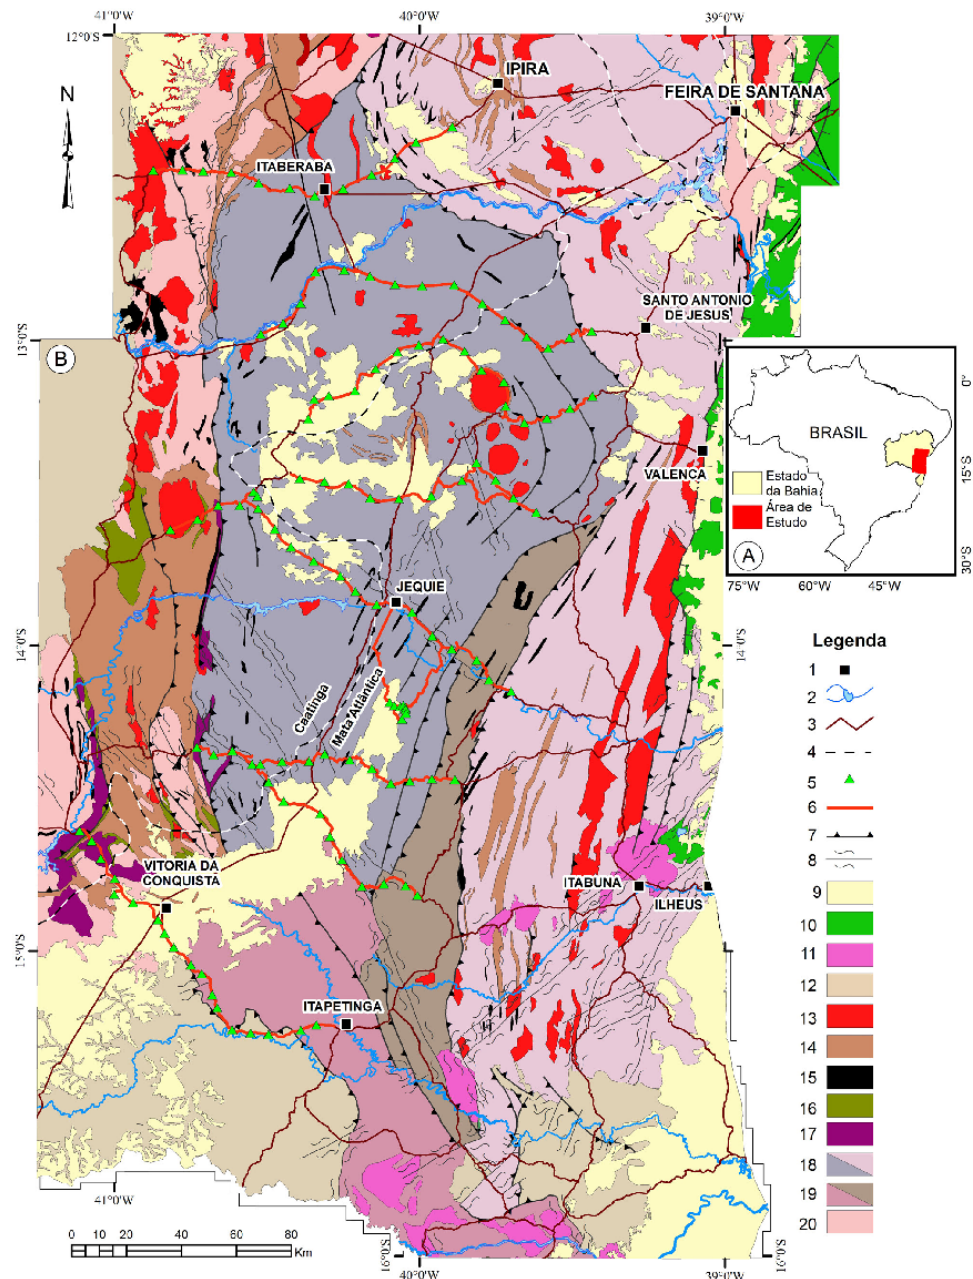 41°0'W 40°0'W 39°0'W
12°0'S
IPIRA
FEIRA DE SANTANA
N
ITABERABA
SANTO ANTONIO
DE JESUS
13°0'S
B
BRASIL
0°
15°S
30°S
VALENCA
Estado
da Bahia
Área de
Estudo
A
75°W 60°W 45°W
JEQUIE
14°0'S
14°0'S
Caatinga
Mata Atlântica
Legenda
1
2
3
4
5
6
7
8
9
10
11
12
13
14
15
16
17
18
19
20
VITORIA DA
CONQUISTA
ITABUNA
ILHEUS
15°0'S
15°0'S
ITAPETINGA
41°0'W
0 20 40 60 80
Km
16°0'S
16°0'S
40°0'W 39°0'W